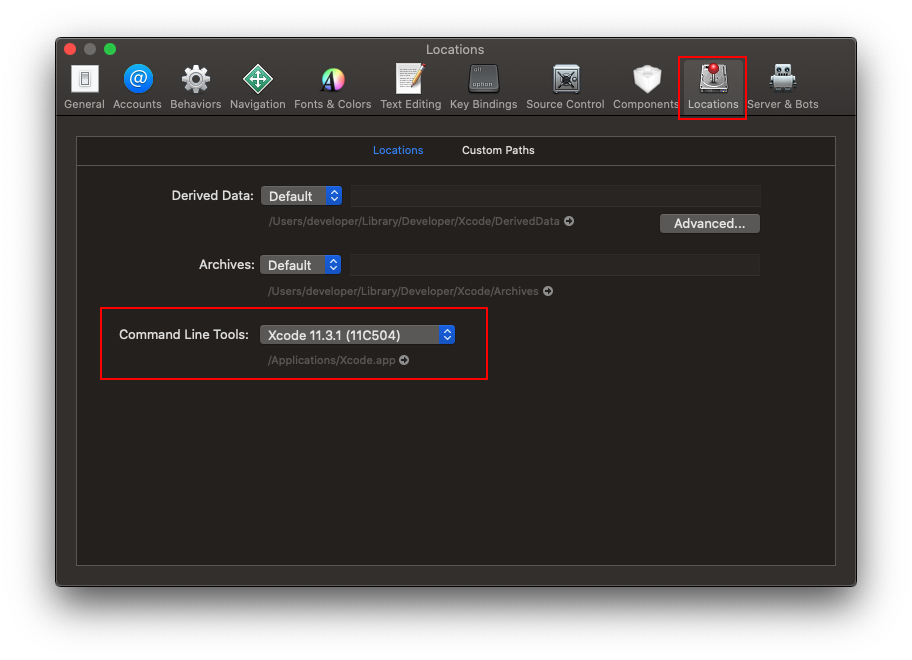 Locations
General Accounts Behaviors Navigation Fonts & Colors Text Editing Key Bindings Source Control Components Locations Server & Bots
Locations Custom Paths
Derived Data: Default
/Users/developer/Library/Developer/Xcode/DerivedData
Advanced...
Archives: Default
/Users/developer/Library/Developer/Xcode/Archives
Command Line Tools: Xcode 11.3.1 (11C504)
/Applications/Xcode.app